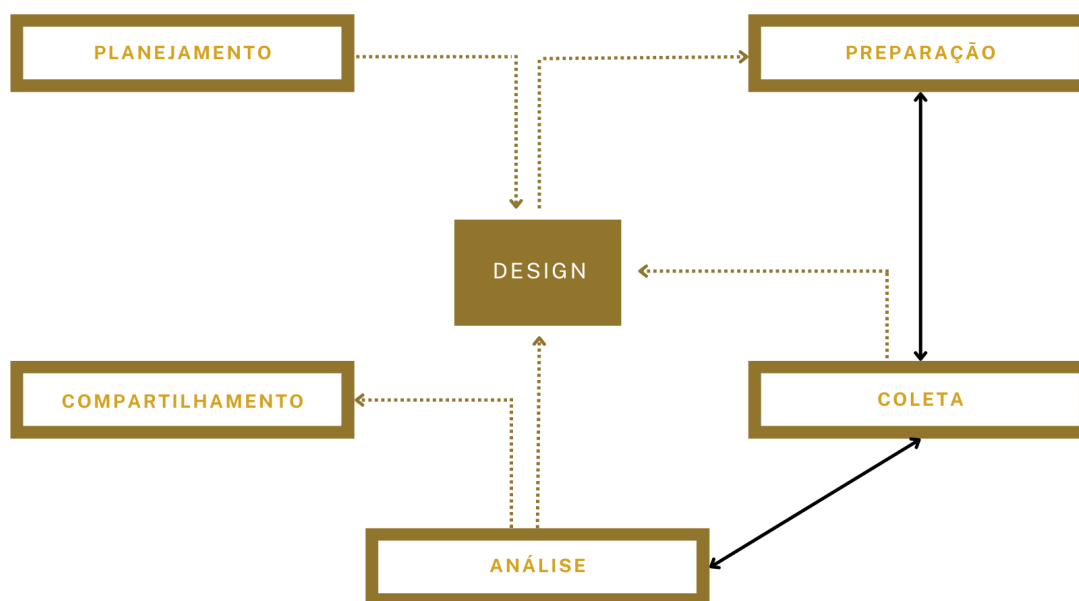 PLANEJAMENTO
PREPARAÇÃO
DESIGN
COMPARTILHAMENTO
COLETA
ANÁLISE